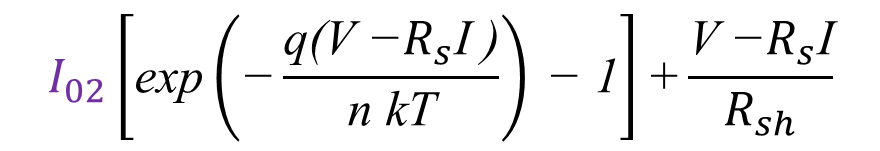 I₀₂ [exp (− q(V − RₛI) / n kT) − 1] + V − RₛI / Rₛₕ